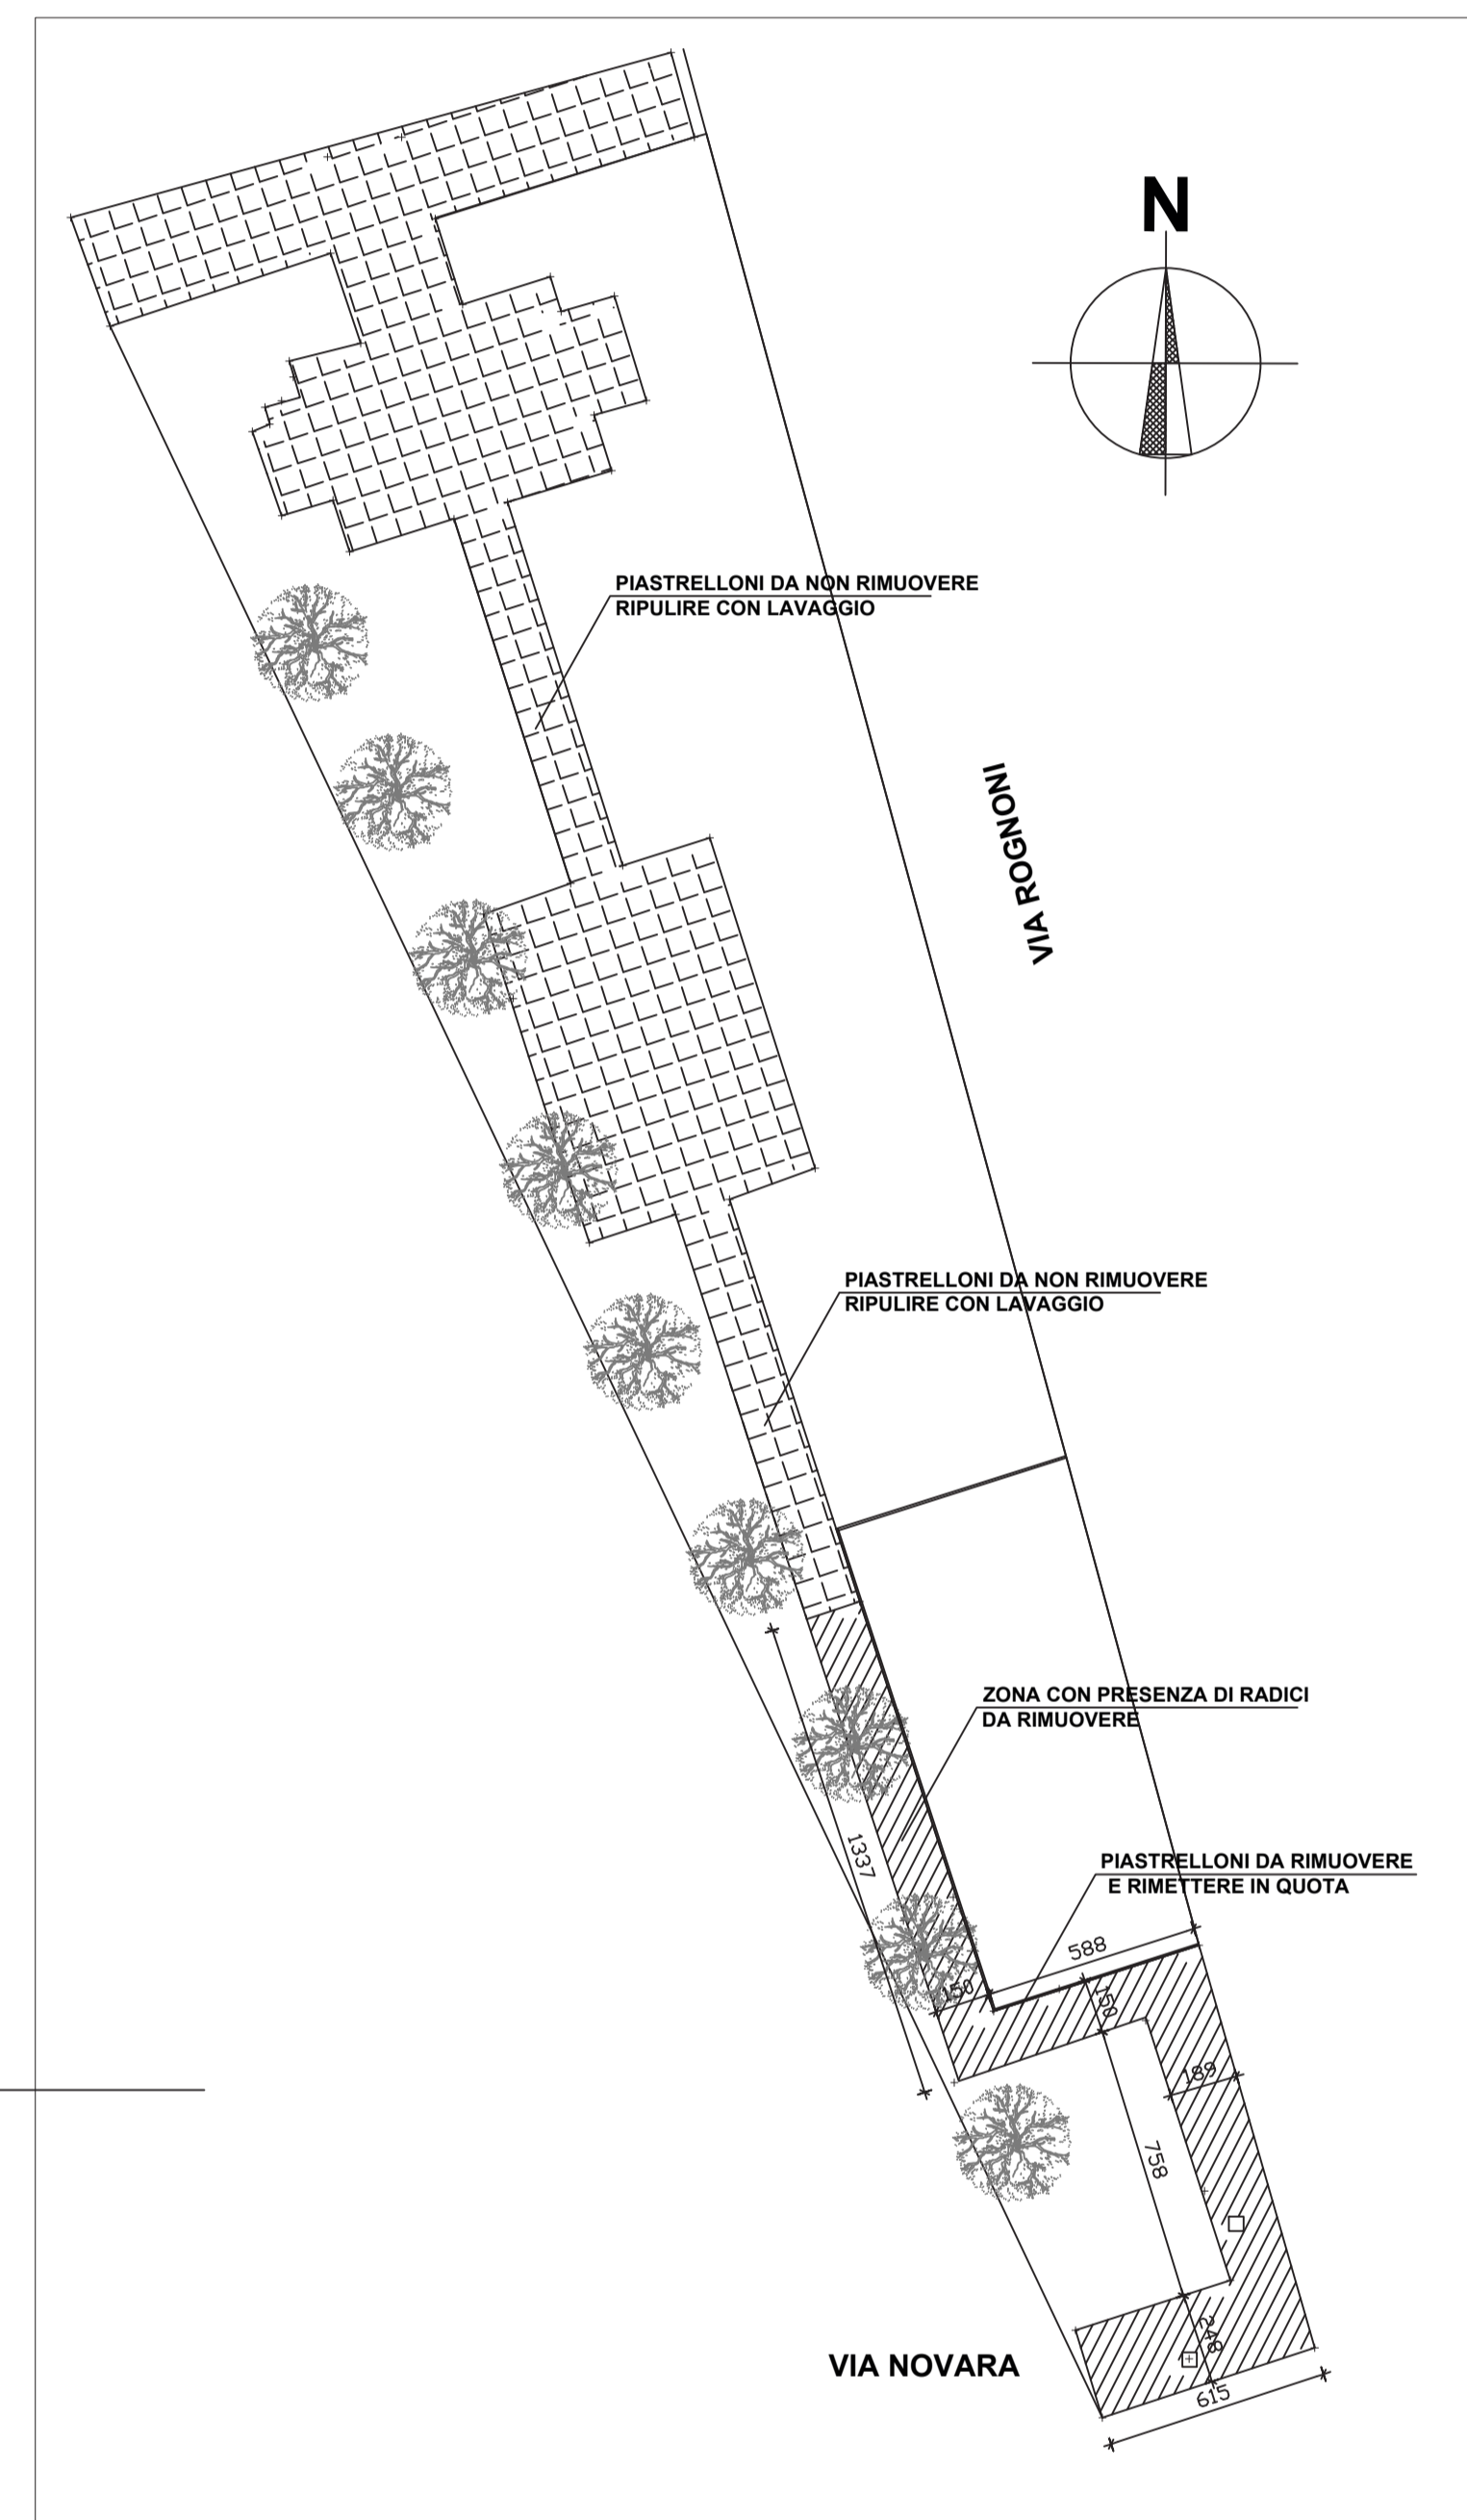 N
PIASTRELLONI DA NON RIMUOVERE
RIPULIRE CON LAVAGGIO
VIA ROGNONI
PIASTRELLONI DA NON RIMUOVERE
RIPULIRE CON LAVAGGIO
ZONA CON PRESENZA DI RADICI
DA RIMUOVERE
1337
PIASTRELLONI DA RIMUOVERE
E RIMETTERE IN QUOTA
588
150
150
189
758
248
VIA NOVARA
615